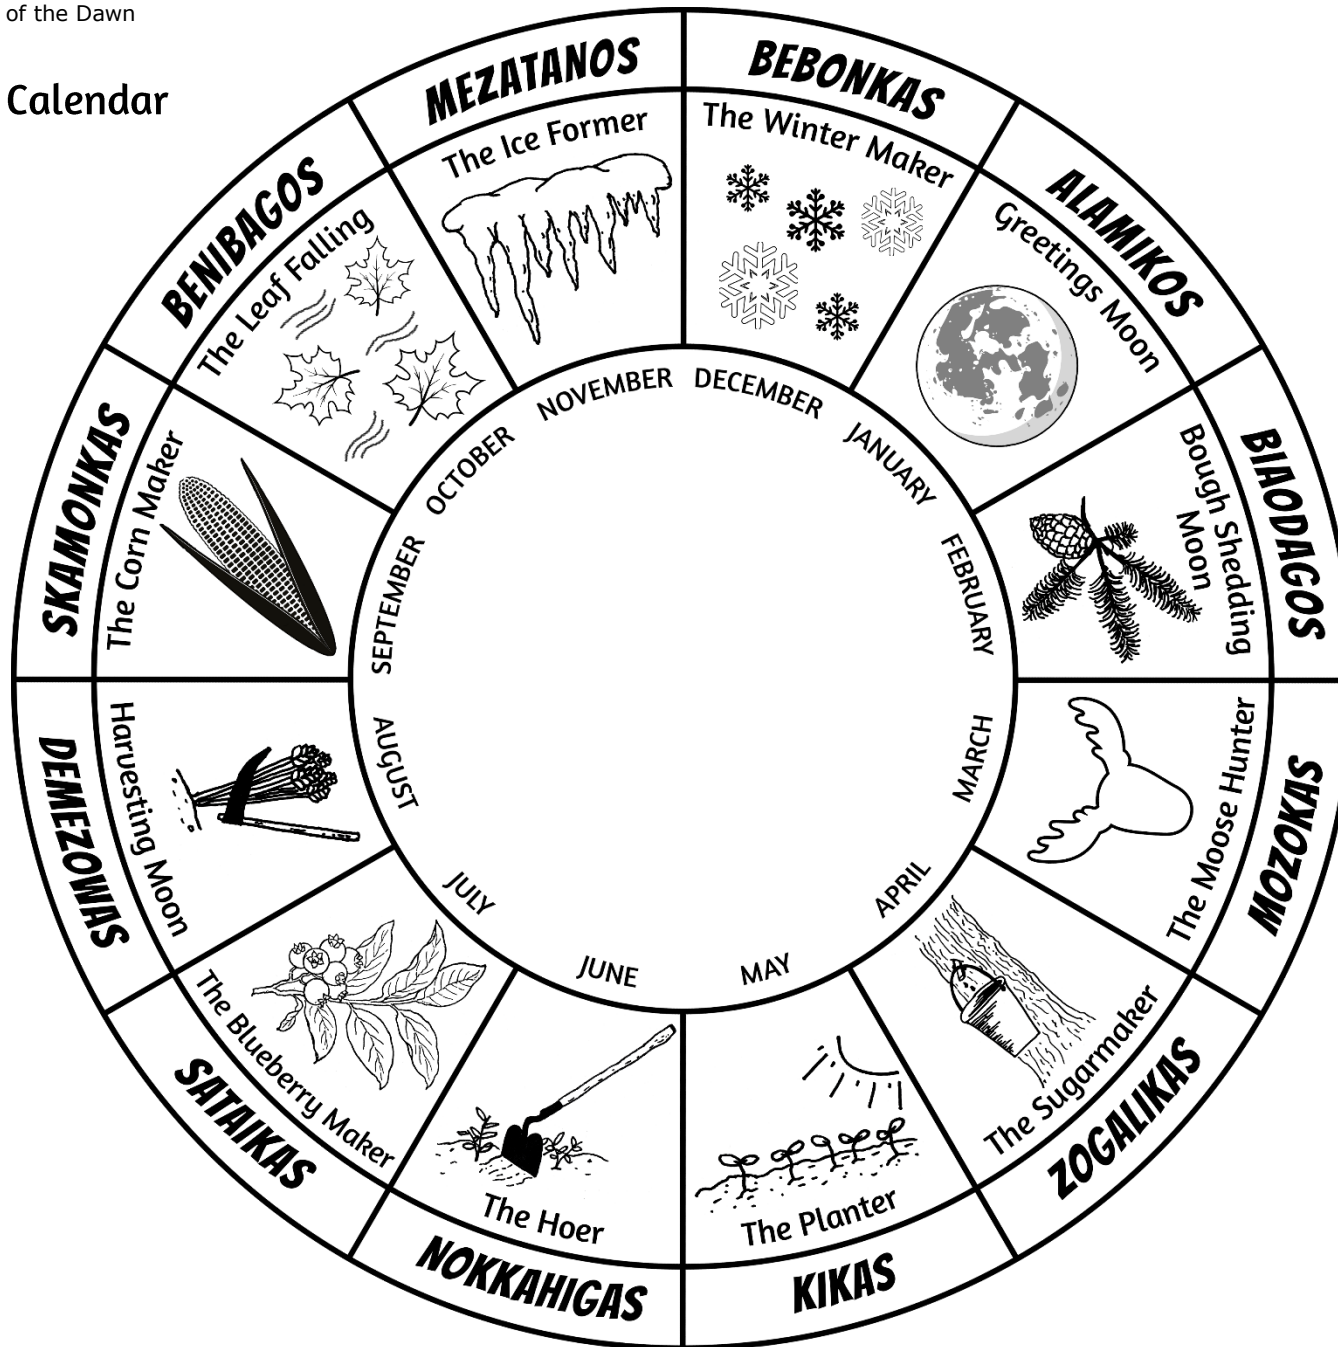 of the Dawn
Calendar
MEZATANOS
The Ice Former
NOVEMBER
BEBONKAS
The Winter Maker
DECEMBER
ALAMIKOS
Greetings Moon
JANUARY
BIAODAGOS
Bough Shedding
Moon
FEBRUARY
MOZOKAS
The Moose Hunter
MARCH
ZOGALIKAS
The Sugarmaker
APRIL
KIKAS
The Planter
MAY
NOKKAHIGAS
The Hoer
JUNE
SATAIKAS
The Blueberry Maker
JULY
DEMEZOWAS
Harvesting Moon
AUGUST
SKAMONKAS
The Corn Maker
SEPTEMBER
BENIBAGOS
The Leaf Falling
OCTOBER